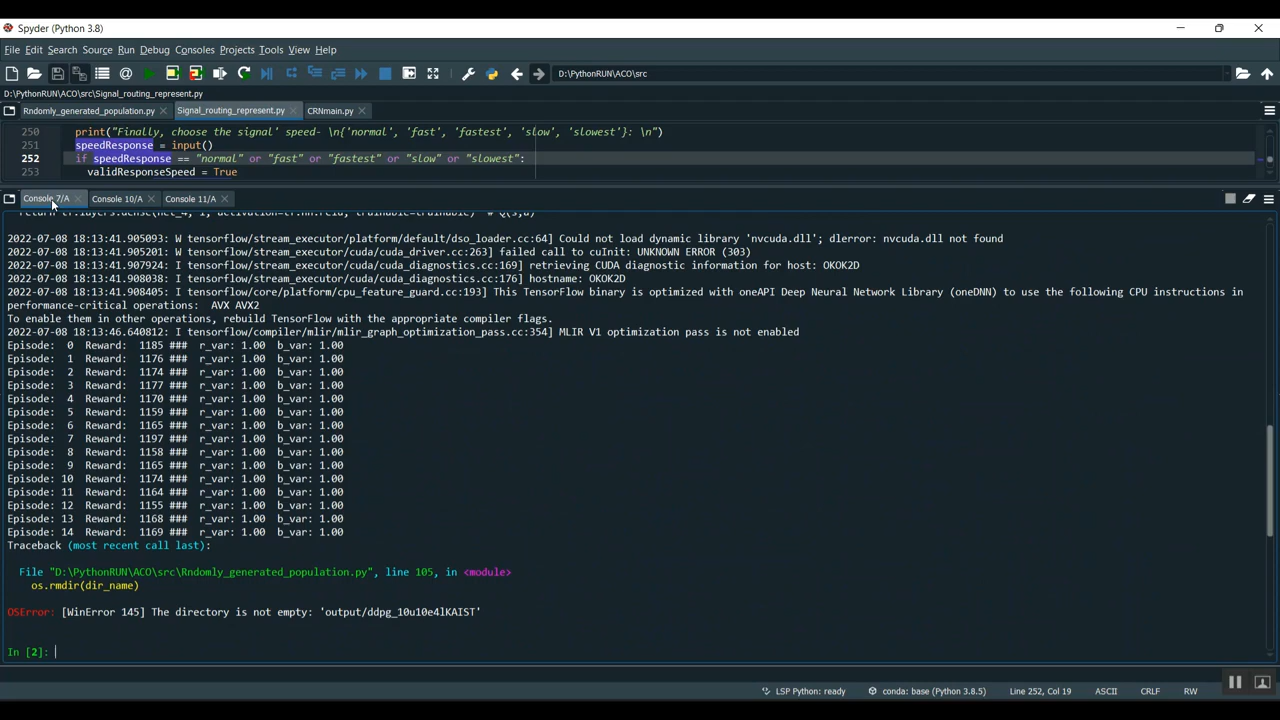 Spyder (Python 3.8)
File Edit Search Source Run Debug Consoles Projects Tools View Help
D:\PythonRUN\ACO\src
D:\PythonRUN\ACO\src\Signal_routing_represent.py
Rndomly_generated_population.py Signal_routing_represent.py CRNmain.py
250 print("Finally, choose the signal' speed- \n{'normal', 'fast', 'fastest', 'slow', 'slowest'}: \n")
251 speedResponse = input()
252 if speedResponse == "normal" or "fast" or "fastest" or "slow" or "slowest":
253 validResponseSpeed = True
Console 7/A Console 10/A Console 11/A
2022-07-08 18:13:41.905093: W tensorflow/stream_executor/platform/default/dso_loader.cc:64] Could not load dynamic library 'nvcuda.dll'; dlerror: nvcuda.dll not found
2022-07-08 18:13:41.905201: W tensorflow/stream_executor/cuda/cuda_driver.cc:263] failed call to cuInit: UNKNOWN ERROR (303)
2022-07-08 18:13:41.907924: I tensorflow/stream_executor/cuda/cuda_diagnostics.cc:169] retrieving CUDA diagnostic information for host: OKOK2D
2022-07-08 18:13:41.908038: I tensorflow/stream_executor/cuda/cuda_diagnostics.cc:176] hostname: OKOK2D
2022-07-08 18:13:41.908405: I tensorflow/core/platform/cpu_feature_guard.cc:193] This TensorFlow binary is optimized with oneAPI Deep Neural Network Library (oneDNN) to use the following CPU instructions in
performance-critical operations:  AVX AVX2
To enable them in other operations, rebuild TensorFlow with the appropriate compiler flags.
2022-07-08 18:13:46.640812: I tensorflow/compiler/mlir/mlir_graph_optimization_pass.cc:354] MLIR V1 optimization pass is not enabled
Episode: 0 Reward: 1185 ### r_var: 1.00 b_var: 1.00
Episode: 1 Reward: 1176 ### r_var: 1.00 b_var: 1.00
Episode: 2 Reward: 1174 ### r_var: 1.00 b_var: 1.00
Episode: 3 Reward: 1177 ### r_var: 1.00 b_var: 1.00
Episode: 4 Reward: 1170 ### r_var: 1.00 b_var: 1.00
Episode: 5 Reward: 1159 ### r_var: 1.00 b_var: 1.00
Episode: 6 Reward: 1165 ### r_var: 1.00 b_var: 1.00
Episode: 7 Reward: 1197 ### r_var: 1.00 b_var: 1.00
Episode: 8 Reward: 1158 ### r_var: 1.00 b_var: 1.00
Episode: 9 Reward: 1165 ### r_var: 1.00 b_var: 1.00
Episode: 10 Reward: 1174 ### r_var: 1.00 b_var: 1.00
Episode: 11 Reward: 1164 ### r_var: 1.00 b_var: 1.00
Episode: 12 Reward: 1155 ### r_var: 1.00 b_var: 1.00
Episode: 13 Reward: 1168 ### r_var: 1.00 b_var: 1.00
Episode: 14 Reward: 1169 ### r_var: 1.00 b_var: 1.00
Traceback (most recent call last):
File "D:\PythonRUN\ACO\src\Rndomly_generated_population.py", line 105, in <module>
os.rmdir(dir_name)
OSError: [WinError 145] The directory is not empty: 'output/ddpg_10u10e4lKAIST'
In [2]:
LSP Python: ready conda: base (Python 3.8.5) Line 252, Col 19 ASCII CRLF RW